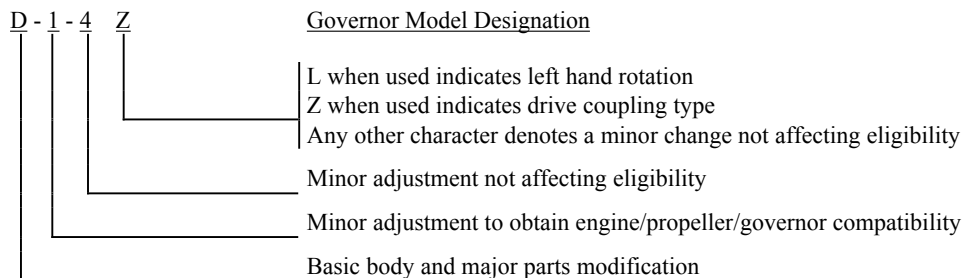 D - 1 - 4 Z Governor Model Designation
L when used indicates left hand rotation
Z when used indicates drive coupling type
Any other character denotes a minor change not affecting eligibility
Minor adjustment not affecting eligibility
Minor adjustment to obtain engine/propeller/governor compatibility
Basic body and major parts modification